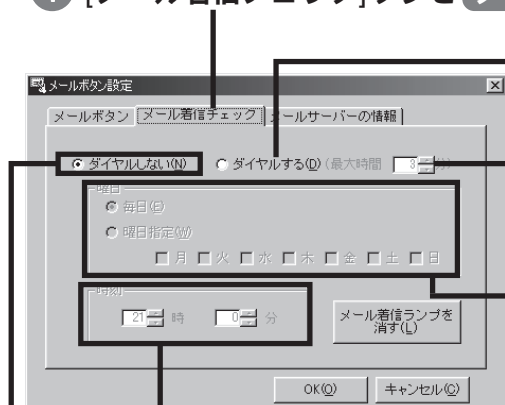 [メール着信チェック]タブを
メールボタン設定
メールボタン メール着信チェック メールサーバーの情報
ダイヤルしない(N) ダイヤルする(D) (最大時間 3 分)
曜日
毎日(E)
曜日指定(W)
月 火 水 木 金 土 日
時刻
21 時 0 分
メール着信ランプを
消す(L)
OK(O) キャンセル(C)